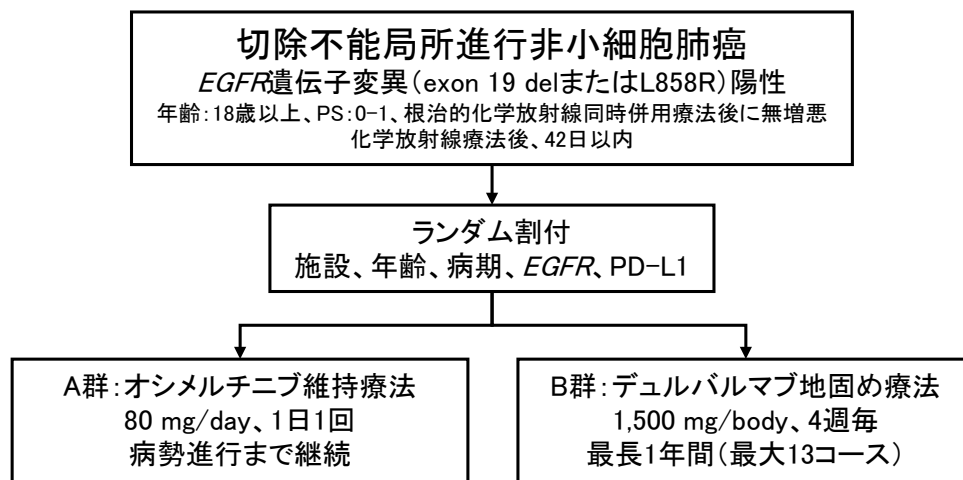 切除不能局所進行非小細胞肺癌
EGFR遺伝子変異（exon 19 delまたはL858R）陽性
年齢：18歳以上、PS：0-1、根治的化学放射線同時併用療法後に無増悪
化学放射線療法後、42日以内
ランダム割付
施設、年齢、病期、EGFR、PD-L1
A群：オシメルチニブ維持療法
80 mg/day、1日1回
病勢進行まで継続
B群：デュルバルマブ地固め療法
1,500 mg/body、4週毎
最長1年間（最大13コース）